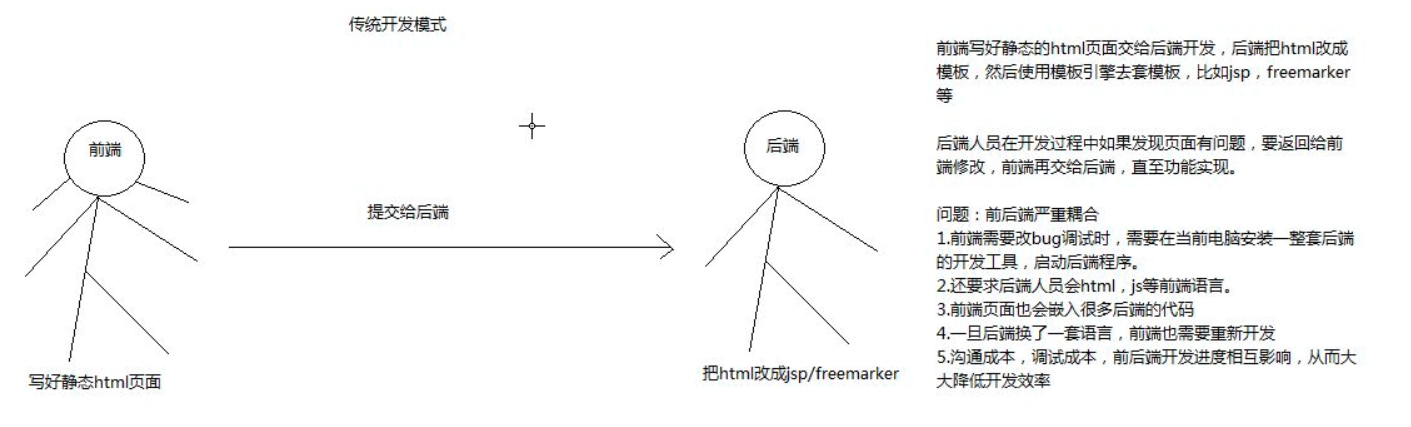 传统开发模式
前端
提交给后端
后端
写好静态html页面
把html改成jsp/freemarker
前端写好静态的html页面交给后端开发，后端把html改成
模板，然后使用模板引擎去套模板，比如jsp，freemarker
等
后端人员在开发过程中如果发现页面有问题，要返回给前
端修改，前端再交给后端，直至功能实现。
问题：前后端严重耦合
1.前端需要改bug调试时，需要在当前电脑安装一整套后端
的开发工具，启动后端程序。
2.还要求后端人员会html，js等前端语言。
3.前端页面也会嵌入很多后端的代码
4.一旦后端换了一套语言，前端也需要重新开发
5.沟通成本，调试成本，前后端开发进度相互影响，从而大
大降低开发效率